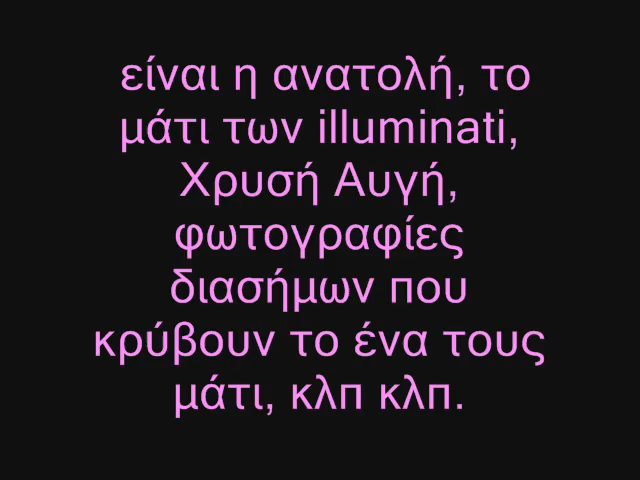 είναι η ανατολή, το
μάτι των illuminati,
Χρυσή Αυγή,
φωτογραφίες
διασήμων που
κρύβουν το ένα τους
μάτι, κλπ κλπ.